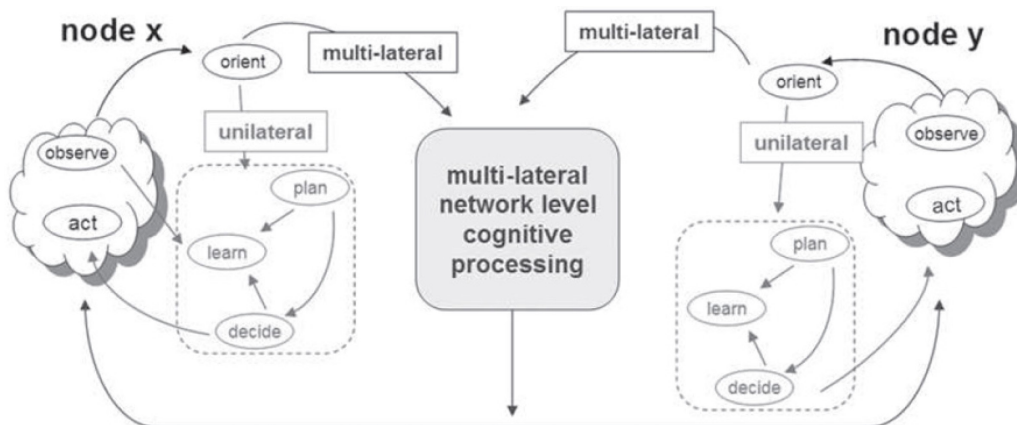 node x
orient
multi-lateral
unilateral
observe
act
plan
learn
decide
multi-lateral
network level
cognitive
processing
multi-lateral
node y
orient
unilateral
observe
act
plan
learn
decide